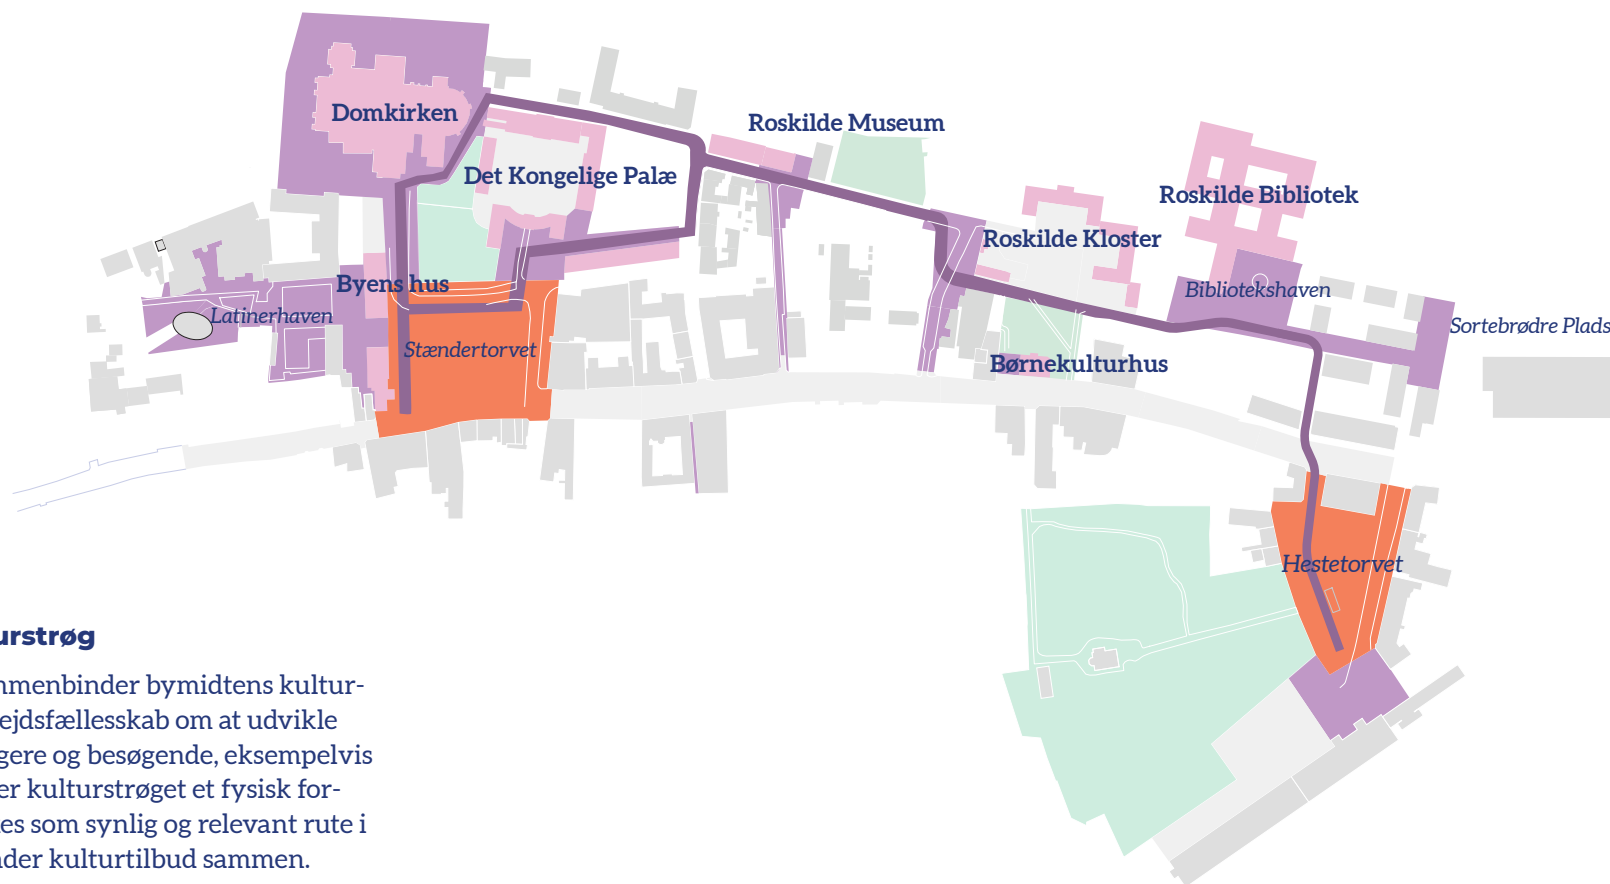 Domkirken
Roskilde Museum
Det Kongelige Palæ
Roskilde Bibliotek
Roskilde Kloster
Byens hus
Bibliotekshaven
Latinerhaven
Sortebrødre Plads
Stændertorvet
Børnekulturhus
Hestetorvet
urstrøg
nmenbinder bymidtens kultur-
ejdsfællesskab om at udvikle
gere og besøgende, eksempelvis
er kulturstrøget et fysisk for-
es som synlig og relevant rute i
nder kulturtilbud sammen.